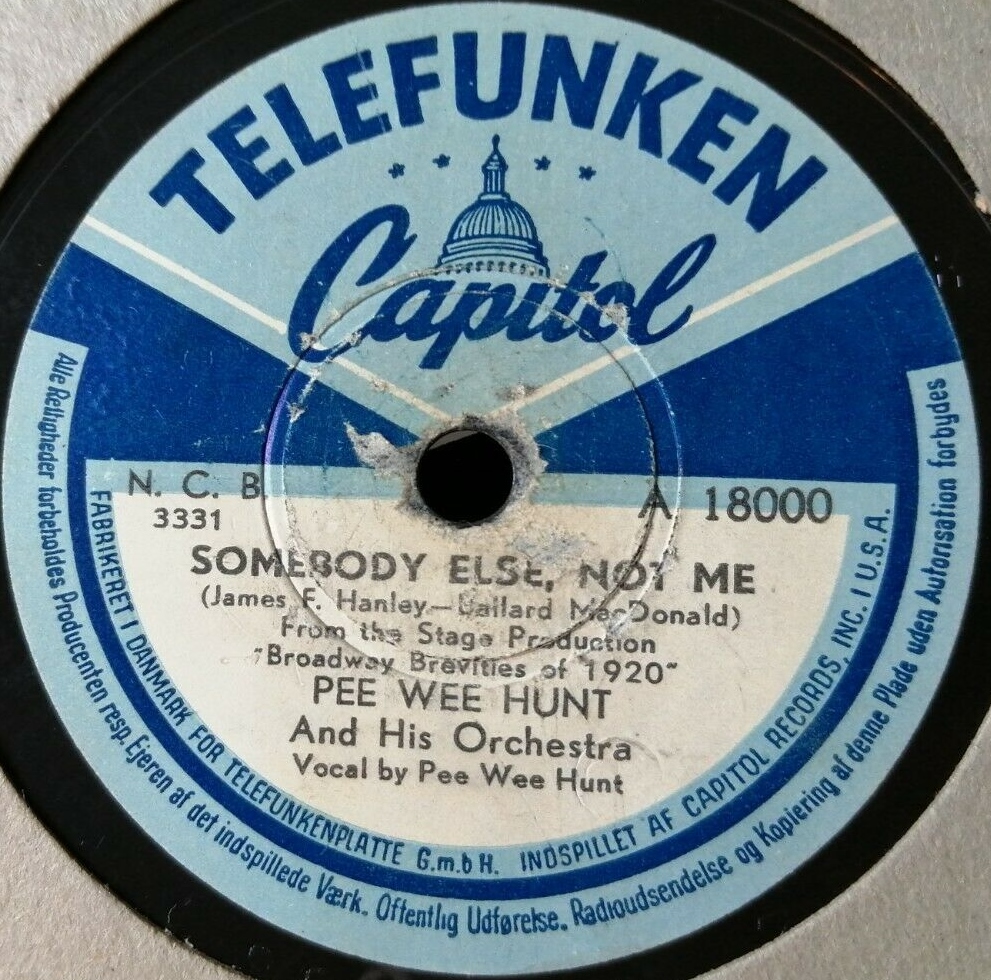 TELEFUNKEN
Capitol
N. C. B.
3331
A 18000
SOMEBODY ELSE, NOT ME
(James F. Hanley—Ballard MacDonald)
From the Stage Production
"Broadway Brevities of 1920"
PEE WEE HUNT
And His Orchestra
Vocal by Pee Wee Hunt
FABRIKERET I DANMARK FOR TELEFUNKENPLATTE G.m.b H. INDSPILLET AF CAPITOL RECORDS, INC. I U.S.A.
Alle Rettigheder forbeholdes Producenten resp. Ejeren af det indspillede Værk. Offentlig Udførelse, Radioudsendelse og Kopiering af denne Plade uden Autorisation forbydes